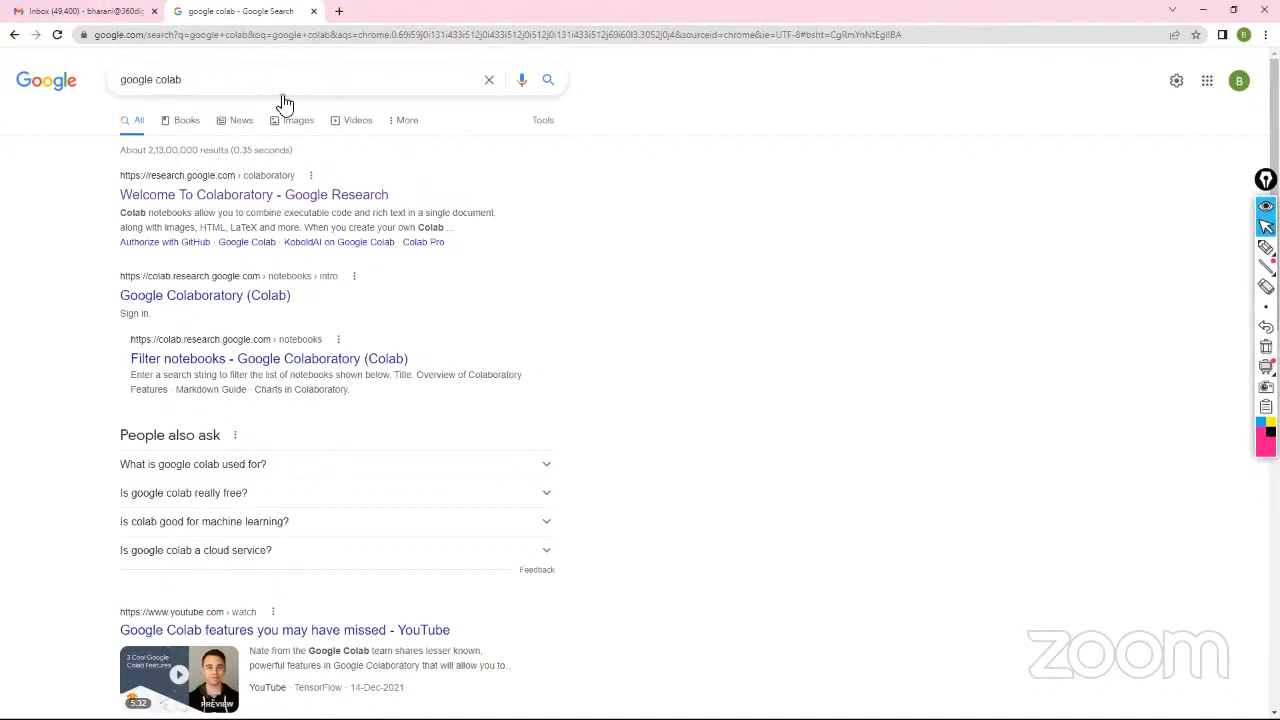 Inbox (49,400) - bharani@360dig
google colab - Google Search
google.com/search?q=google+colab&oq=google+colab&aqs=chrome.0.69i59j0i131i433i512j0i131i433i512j0i512j0i131i433i512j69i60l3.3052j0j4&sourceid=chrome&ie=UTF-8#bsht=CgRmYnNtEgIIBA
B
Google
google colab
B
All
Books
News
Images
Videos
More
Tools
About 2,13,00,000 results (0.35 seconds)
https://research.google.com › colaboratory
Welcome To Colaboratory - Google Research
Colab notebooks allow you to combine executable code and rich text in a single document,
along with images, HTML, LaTeX and more. When you create your own Colab ...
Authorize with GitHub · Google Colab · KoboldAI on Google Colab · Colab Pro
https://colab.research.google.com › notebooks › intro
Google Colaboratory (Colab)
Sign in.
https://colab.research.google.com › notebooks
Filter notebooks - Google Colaboratory (Colab)
Enter a search string to filter the list of notebooks shown below. Title. Overview of Colaboratory
Features · Markdown Guide · Charts in Colaboratory.
People also ask
What is google colab used for?
Is google colab really free?
Is colab good for machine learning?
Is google colab a cloud service?
Feedback
https://www.youtube.com › watch
Google Colab features you may have missed - YouTube
3 Cool Google
Colab Features
5:32
PREVIEW
Nate from the Google Colab team shares lesser known,
powerful features in Google Colaboratory that will allow you to..
YouTube · TensorFlow · 14-Dec-2021
zoom